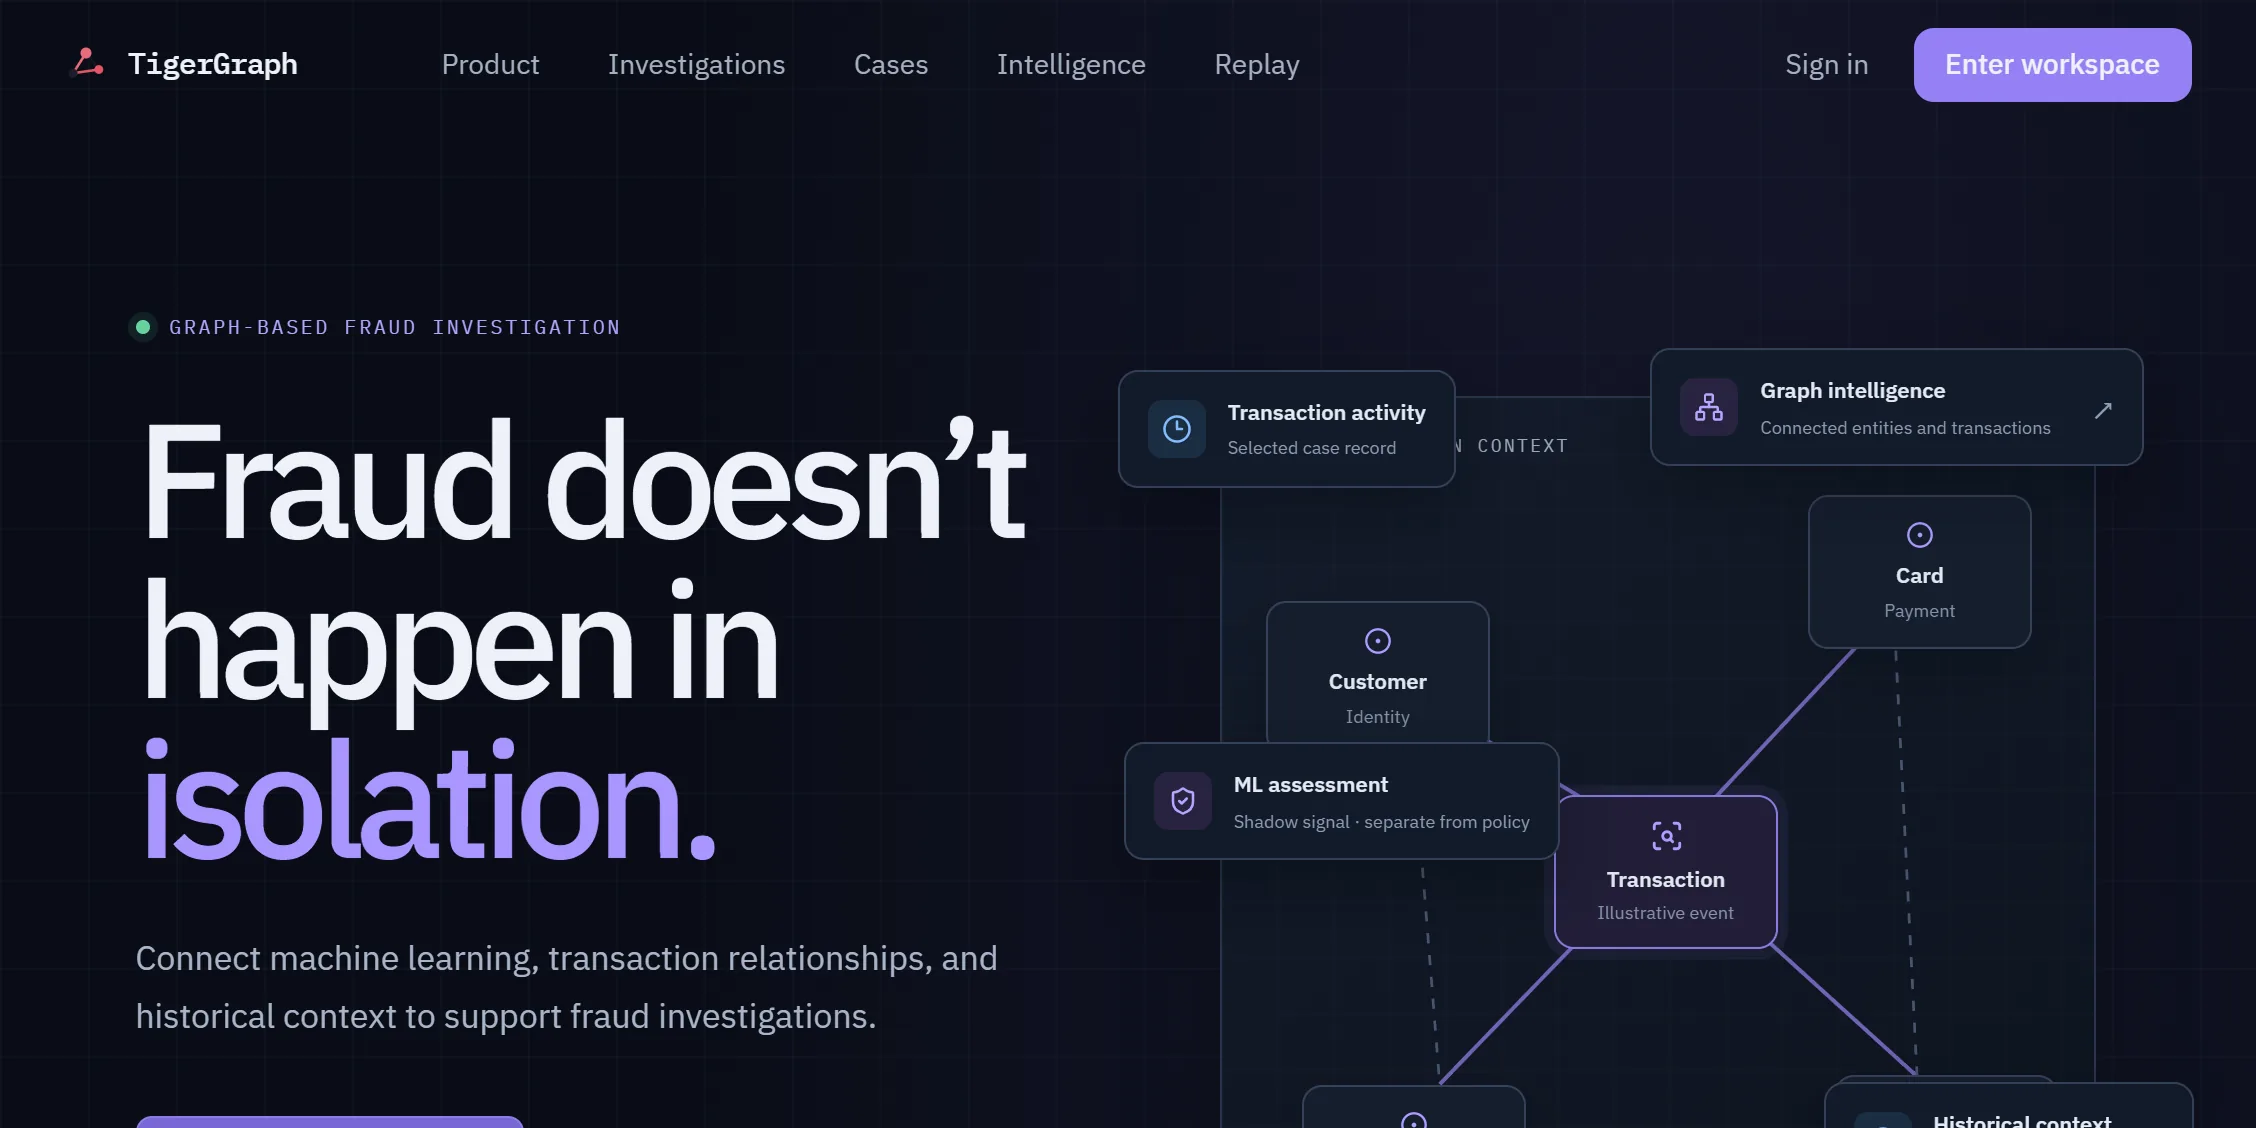 TigerGraph
Product
Investigations
Cases
Intelligence
Replay
Sign in
Enter workspace
GRAPH-BASED FRAUD INVESTIGATION
Fraud doesn’t
happen in
isolation.
Connect machine learning, transaction relationships, and
historical context to support fraud investigations.
Transaction activity
Selected case record
CONTEXT
Graph intelligence
Connected entities and transactions
↗
Card
Payment
Customer
Identity
ML assessment
Shadow signal · separate from policy
Transaction
Illustrative event
Historical context